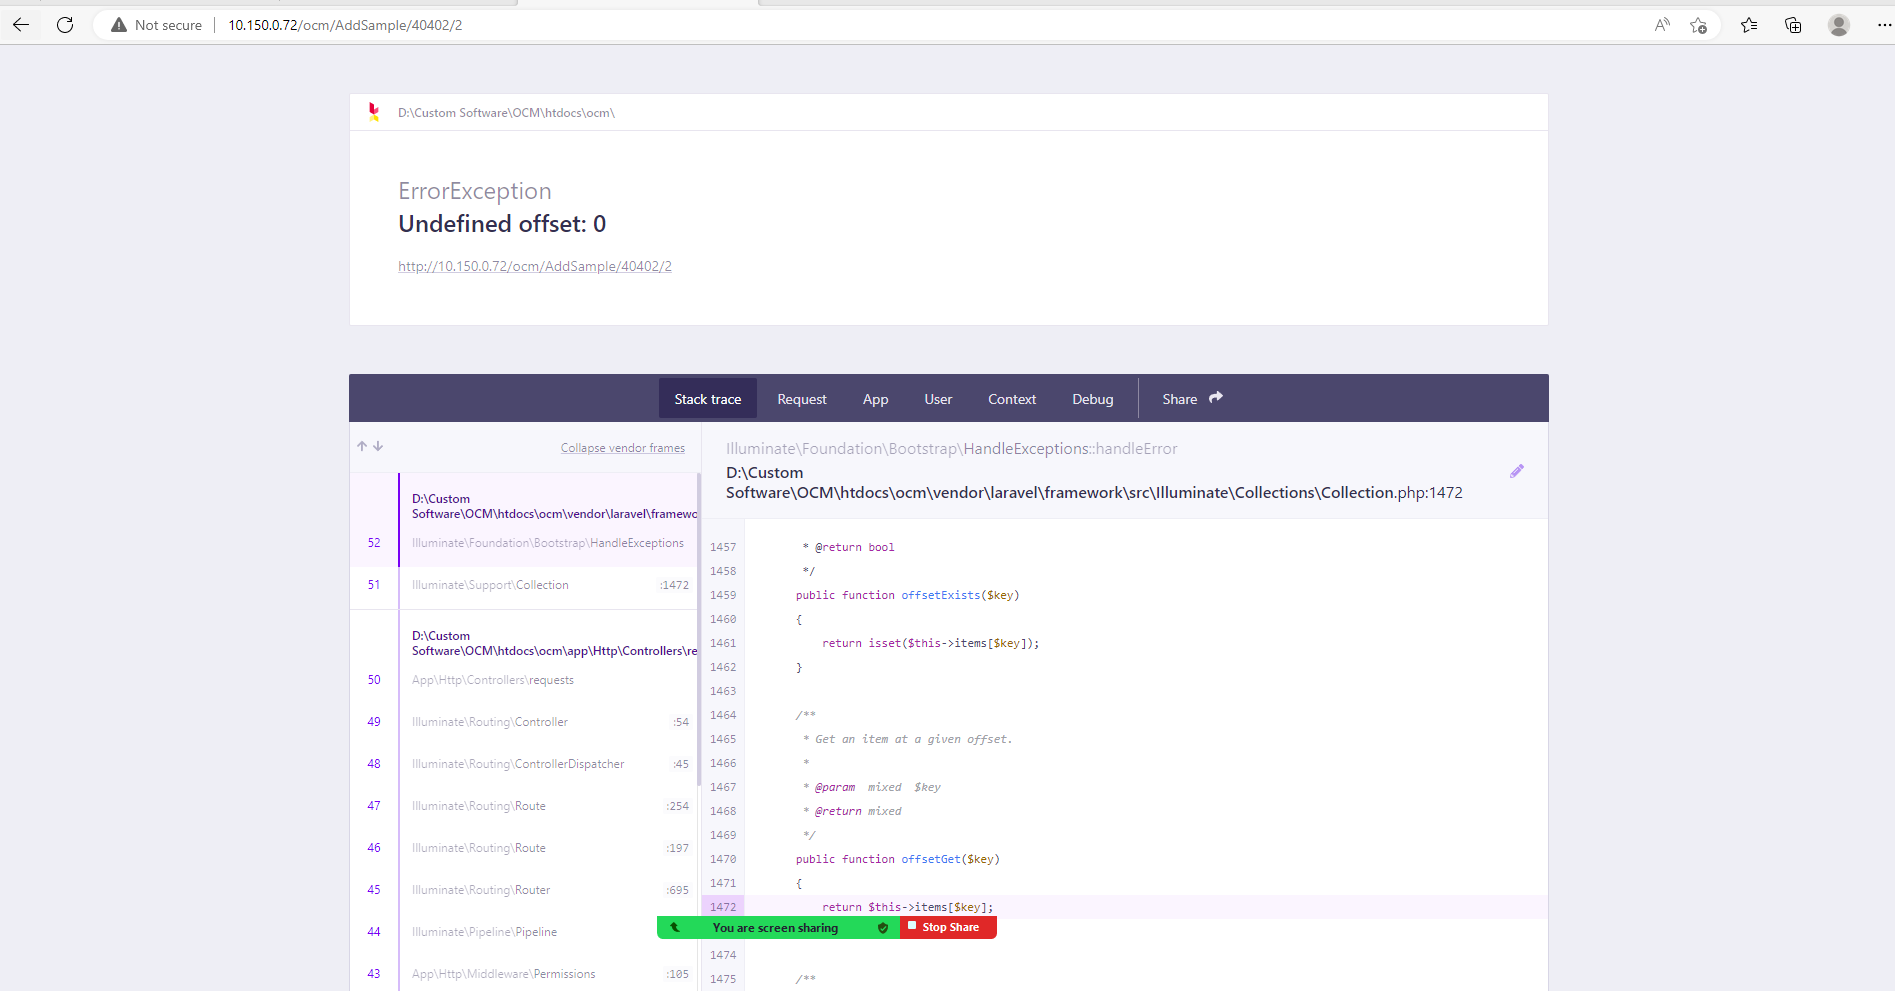 Not secure
10.150.0.72/ocm/AddSample/40402/2
D:\Custom Software\OCM\htdocs\ocm\
ErrorException
Undefined offset: 0
http://10.150.0.72/ocm/AddSample/40402/2
Stack trace Request App User Context Debug Share
Collapse vendor frames
D:\Custom
Software\OCM\htdocs\ocm\vendor\laravel\framewo
52 Illuminate\Foundation\Bootstrap\HandleExceptions
51 Illuminate\Support\Collection :1472
D:\Custom
Software\OCM\htdocs\ocm\app\Http\Controllers\re
50 App\Http\Controllers\requests
49 Illuminate\Routing\Controller :54
48 Illuminate\Routing\ControllerDispatcher :45
47 Illuminate\Routing\Route :254
46 Illuminate\Routing\Route :197
45 Illuminate\Routing\Router :695
44 Illuminate\Pipeline\Pipeline
43 App\Http\Middleware\Permissions :105
Illuminate\Foundation\Bootstrap\HandleExceptions::handleError
D:\Custom
Software\OCM\htdocs\ocm\vendor\laravel\framework\src\Illuminate\Collections\Collection.php:1472
1457 * @return bool
1458 */
1459 public function offsetExists($key)
1460 {
1461 return isset($this->items[$key]);
1462 }
1463
1464 /**
1465 * Get an item at a given offset.
1466 *
1467 * @param mixed $key
1468 * @return mixed
1469 */
1470 public function offsetGet($key)
1471 {
1472 return $this->items[$key];
You are screen sharing Stop Share
1474
1475 /**